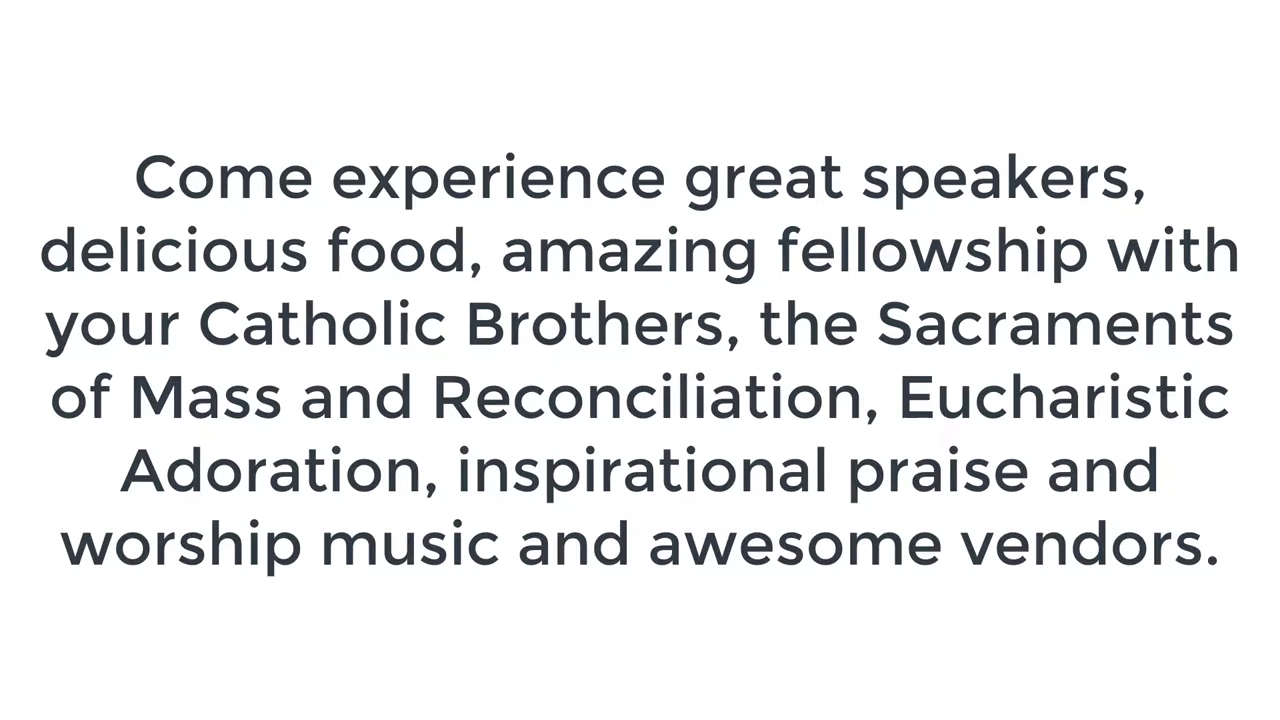 Come experience great speakers,
delicious food, amazing fellowship with
your Catholic Brothers, the Sacraments
of Mass and Reconciliation, Eucharistic
Adoration, inspirational praise and
worship music and awesome vendors.